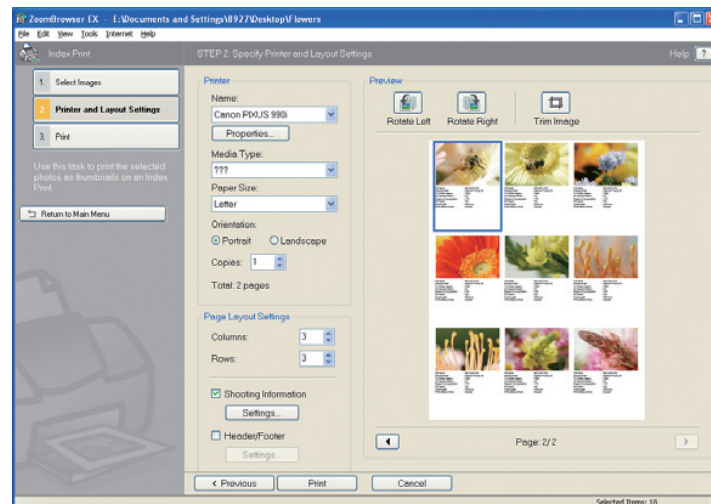 ZoomBrowser EX - E:\Documents and Settings\8927\Desktop\Flowers
File Edit View Tools Internet Help
Index Print
STEP 2: Specify Printer and Layout Settings
Help ?
1. Select Images
2. Printer and Layout Settings
3. Print
Use this task to print the selected
photos as thumbnails on an Index
Print.
Return to Main Menu
Printer
Name:
Canon PIXUS 990i
Properties...
Media Type:
???
Paper Size:
Letter
Orientation:
Portrait Landscape
Copies: 1
Total: 2 pages
Page Layout Settings
Columns: 3
Rows: 3
Shooting Information
Settings...
Header/Footer
Settings...
Preview
Rotate Left Rotate Right Trim Image
Page: 2/2
< Previous Print Cancel
Selected Items: 18